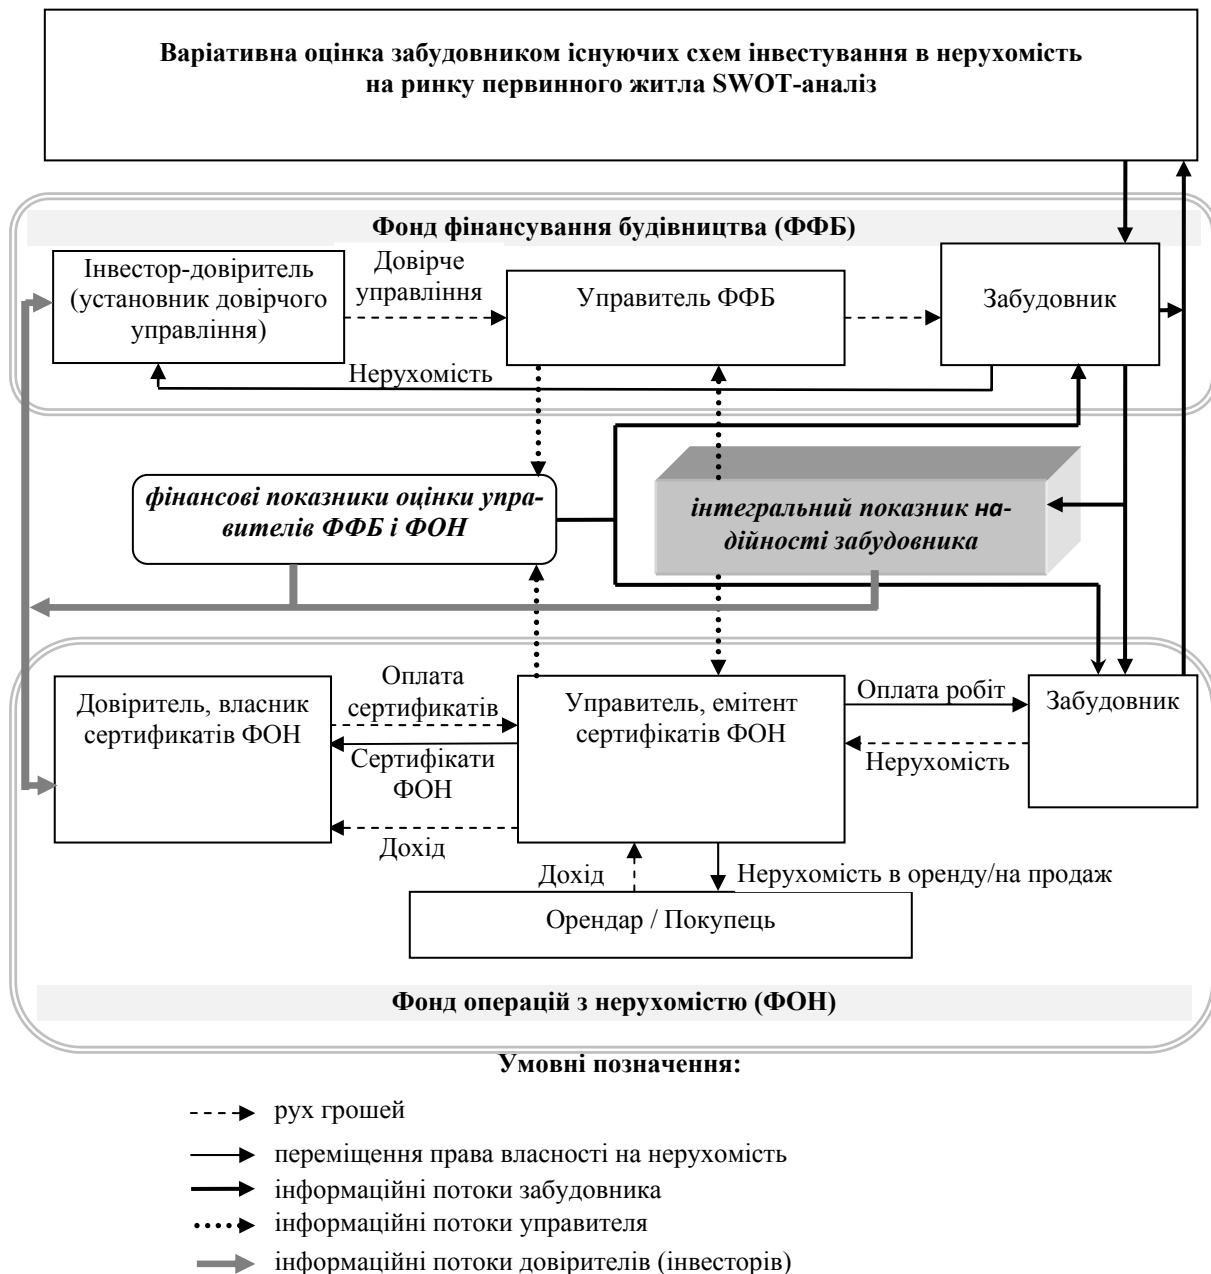 Варіативна оцінка забудовником існуючих схем інвестування в нерухомість
на ринку первинного житла SWOT-аналіз
Фонд фінансування будівництва (ФФБ)
Інвестор-довіритель
(установник довірчого
управління)
Довірче
управління
Управитель ФФБ
Забудовник
Нерухомість
фінансові показники оцінки упра-
вителів ФФБ і ФОН
інтегральний показник на-
дійності забудовника
Довіритель, власник
сертификатів ФОН
Оплата
сертифікатів
Сертифікати
ФОН
Дохід
Управитель, емітент
сертифікатів ФОН
Оплата робіт
Нерухомість
Забудовник
Дохід
Нерухомість в оренду/на продаж
Орендар / Покупець
Фонд операцій з нерухомістю (ФОН)
Умовні позначення:
рух грошей
переміщення права власності на нерухомість
інформаційні потоки забудовника
інформаційні потоки управителя
інформаційні потоки довірителів (інвесторів)